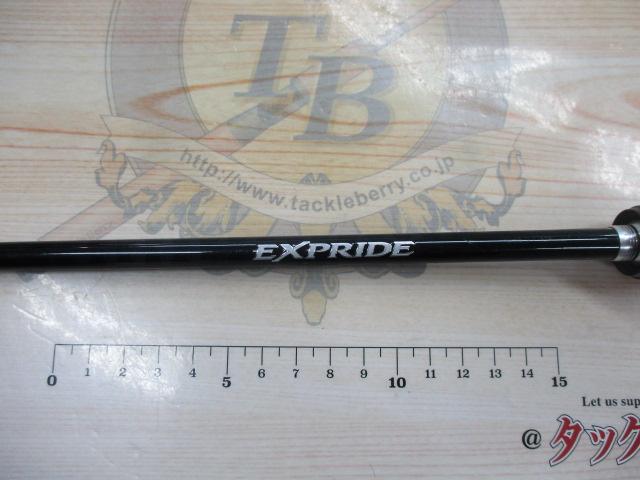 TB
http://www.tackleberry.co.jp
EXPRIDE
0 1 2 3 4 5 6 7 8 9 10 11 12 13 14 15
Let us sup
@タック